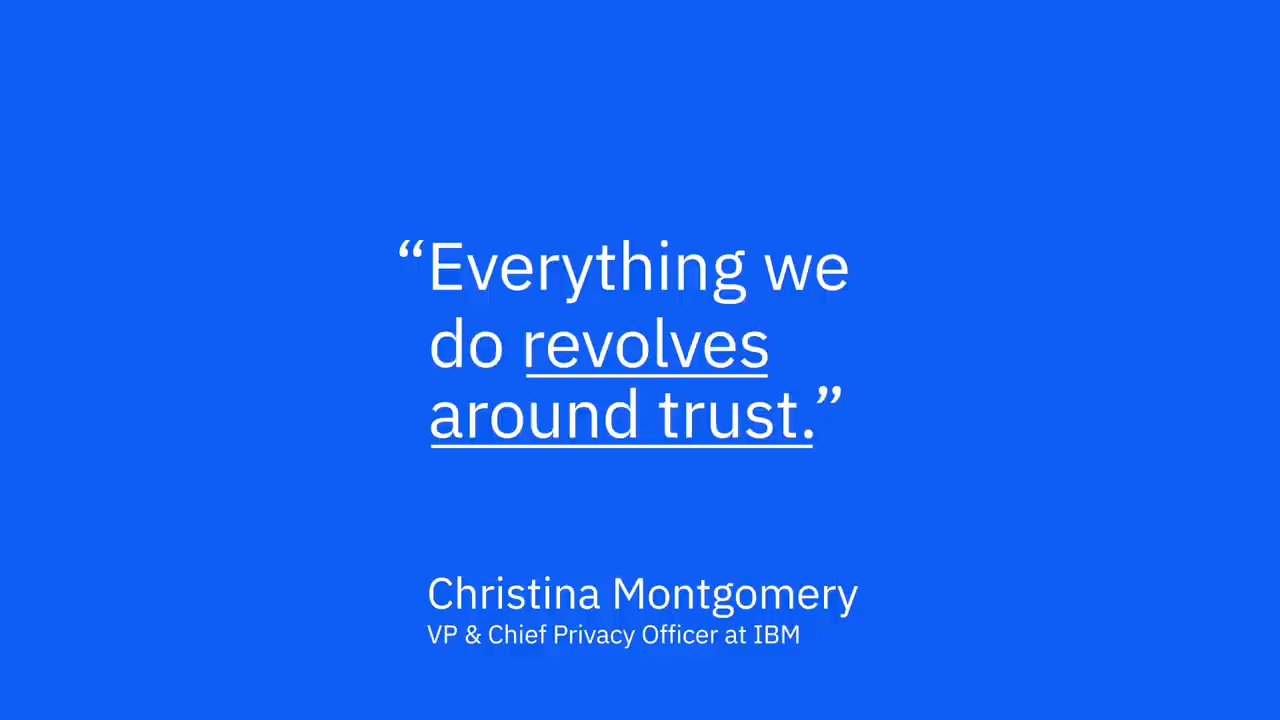 “Everything we
do revolves
around trust.”
Christina Montgomery
VP & Chief Privacy Officer at IBM